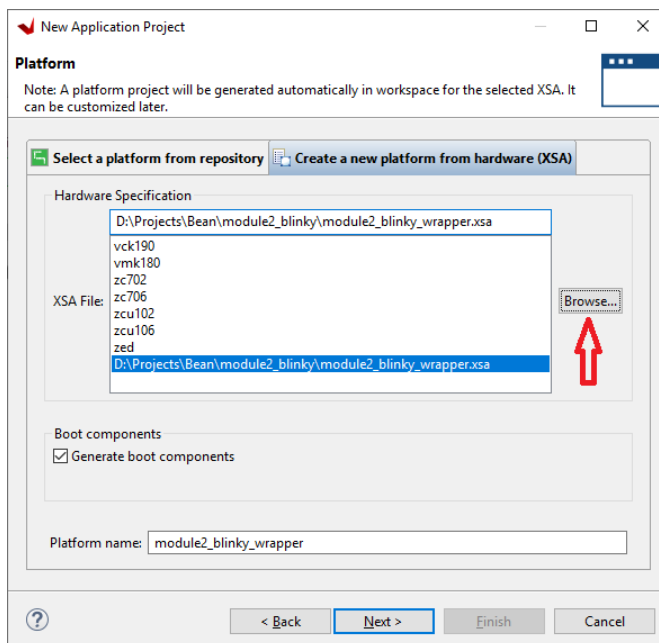 New Application Project
Platform
Note: A platform project will be generated automatically in workspace for the selected XSA. It
can be customized later.
Select a platform from repository
Create a new platform from hardware (XSA)
Hardware Specification
D:\Projects\Bean\module2_blinky\module2_blinky_wrapper.xsa
vck190
vmk180
zc702
XSA File:
zc706
Browse...
zcu102
zcu106
zed
D:\Projects\Bean\module2_blinky\module2_blinky_wrapper.xsa
Boot components
Generate boot components
Platform name:
module2_blinky_wrapper
?
< Back
Next >
Finish
Cancel